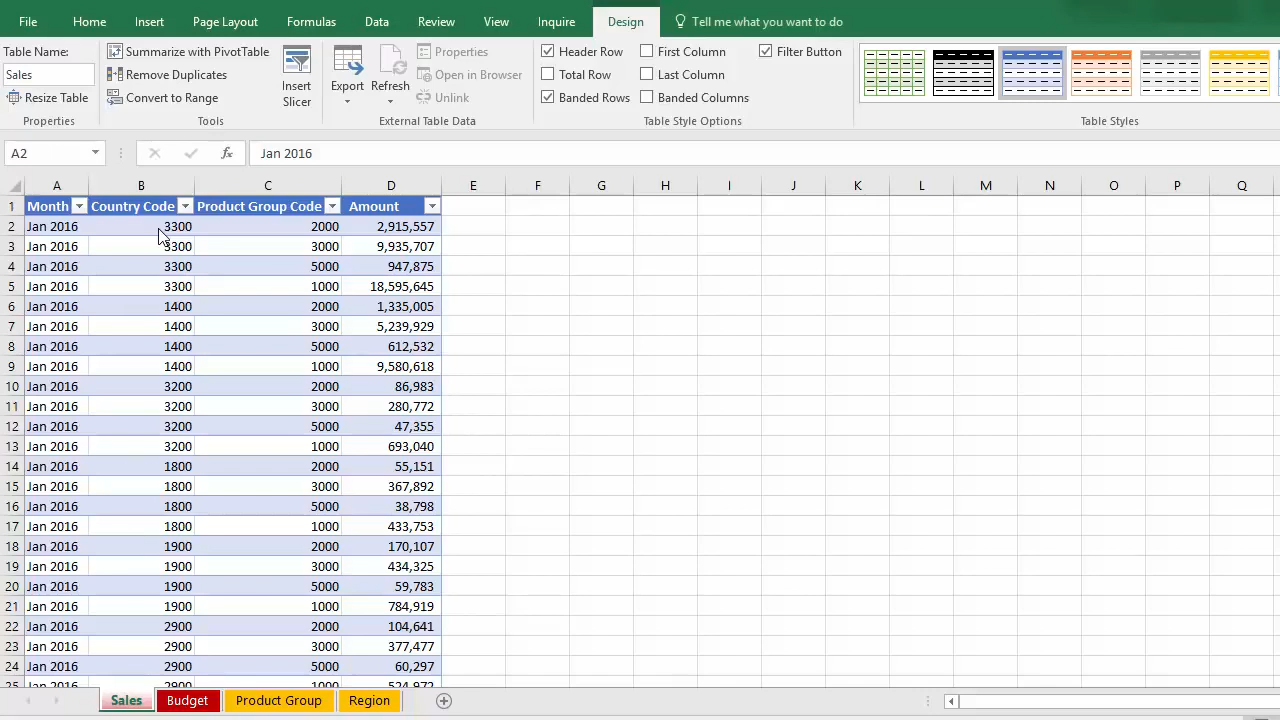 File Home Insert Page Layout Formulas Data Review View Inquire Design Tell me what you want to do
Table Name:
Sales
Resize Table
Properties
Summarize with PivotTable
Remove Duplicates
Convert to Range
Tools
Insert
Slicer
Export
Refresh
Properties
Open in Browser
Unlink
External Table Data
Header Row First Column Filter Button
Total Row Last Column
Banded Rows Banded Columns
Table Style Options
Table Styles
A2 fx Jan 2016
A B C D E F G H I J K L M N O P Q
1 Month Country Code Product Group Code Amount
2 Jan 2016 3300 2000 2,915,557
3 Jan 2016 3300 3000 9,935,707
4 Jan 2016 3300 5000 947,875
5 Jan 2016 3300 1000 18,595,645
6 Jan 2016 1400 2000 1,335,005
7 Jan 2016 1400 3000 5,239,929
8 Jan 2016 1400 5000 612,532
9 Jan 2016 1400 1000 9,580,618
10 Jan 2016 3200 2000 86,983
11 Jan 2016 3200 3000 280,772
12 Jan 2016 3200 5000 47,355
13 Jan 2016 3200 1000 693,040
14 Jan 2016 1800 2000 55,151
15 Jan 2016 1800 3000 367,892
16 Jan 2016 1800 5000 38,798
17 Jan 2016 1800 1000 433,753
18 Jan 2016 1900 2000 170,107
19 Jan 2016 1900 3000 434,325
20 Jan 2016 1900 5000 59,783
21 Jan 2016 1900 1000 784,919
22 Jan 2016 2900 2000 104,641
23 Jan 2016 2900 3000 377,477
24 Jan 2016 2900 5000 60,297
25 Jan 2016 2900 1000 524,972
Sales Budget Product Group Region